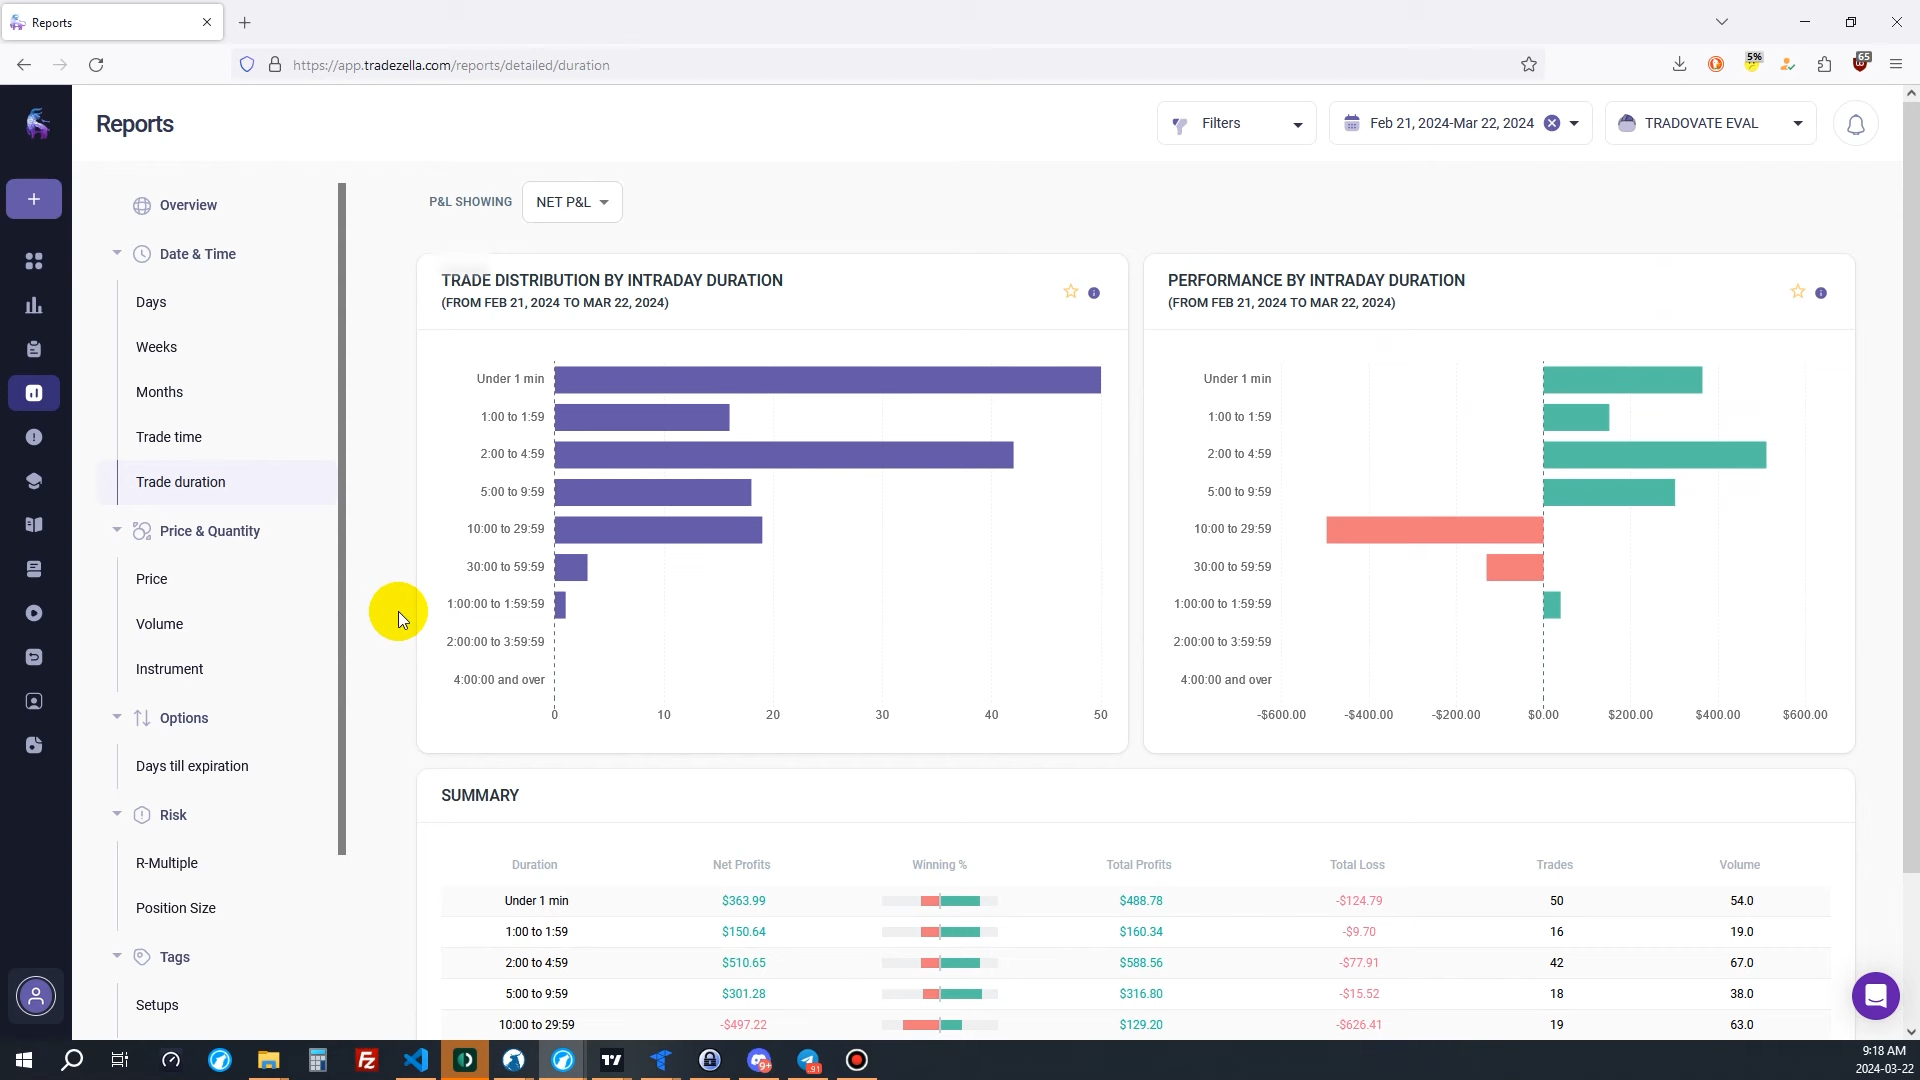 Reports
https://app.tradezella.com/reports/detailed/duration
5%
65
Reports
Filters
Feb 21, 2024-Mar 22, 2024
TRADOVATE EVAL
Overview
Date & Time
Days
Weeks
Months
Trade time
Trade duration
Price & Quantity
Price
Volume
Instrument
Options
Days till expiration
Risk
R-Multiple
Position Size
Tags
Setups
P&L SHOWING
NET P&L
TRADE DISTRIBUTION BY INTRADAY DURATION
(FROM FEB 21, 2024 TO MAR 22, 2024)
Under 1 min
1:00 to 1:59
2:00 to 4:59
5:00 to 9:59
10:00 to 29:59
30:00 to 59:59
1:00:00 to 1:59:59
2:00:00 to 3:59:59
4:00:00 and over
0 10 20 30 40 50
PERFORMANCE BY INTRADAY DURATION
(FROM FEB 21, 2024 TO MAR 22, 2024)
Under 1 min
1:00 to 1:59
2:00 to 4:59
5:00 to 9:59
10:00 to 29:59
30:00 to 59:59
1:00:00 to 1:59:59
2:00:00 to 3:59:59
4:00:00 and over
-$600.00 -$400.00 -$200.00 $0.00 $200.00 $400.00 $600.00
SUMMARY
Duration Net Profits Winning % Total Profits Total Loss Trades Volume
Under 1 min $363.99 $488.78 -$124.79 50 54.0
1:00 to 1:59 $150.64 $160.34 -$9.70 16 19.0
2:00 to 4:59 $510.65 $588.56 -$77.91 42 67.0
5:00 to 9:59 $301.28 $316.80 -$15.52 18 38.0
10:00 to 29:59 -$497.22 $129.20 -$626.41 19 63.0
9+
91
9:18 AM
2024-03-22